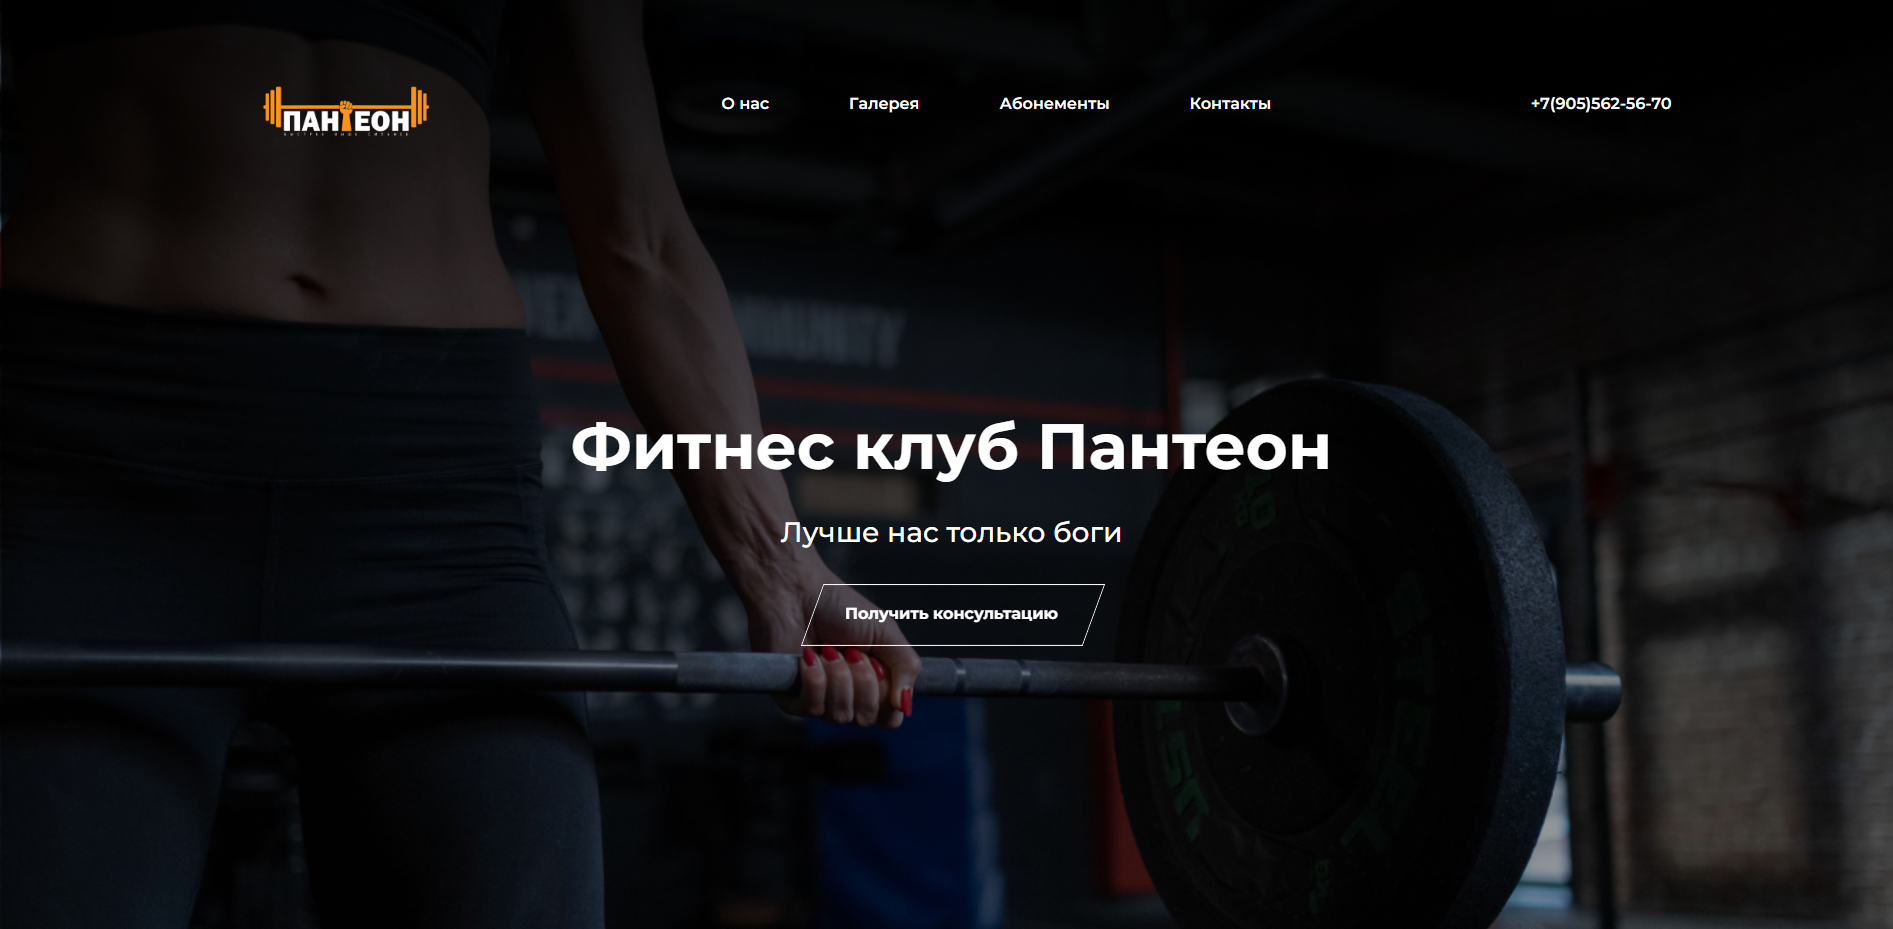 ПАНТЕОН
О нас
Галерея
Абонементы
Контакты
+7(905)562-56-70
Фитнес клуб Пантеон
Лучше нас только боги
Получить консультацию